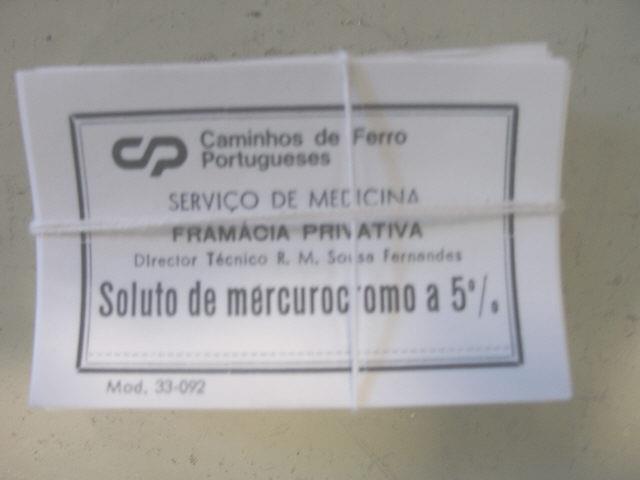 CP Caminhos de Ferro
Portugueses
SERVIÇO DE MEDICINA
FRAMÁCIA PRIVATIVA
Director Técnico R. M. Sousa Fernandes
Soluto de mercurocromo a 5%
Mod. 33-092